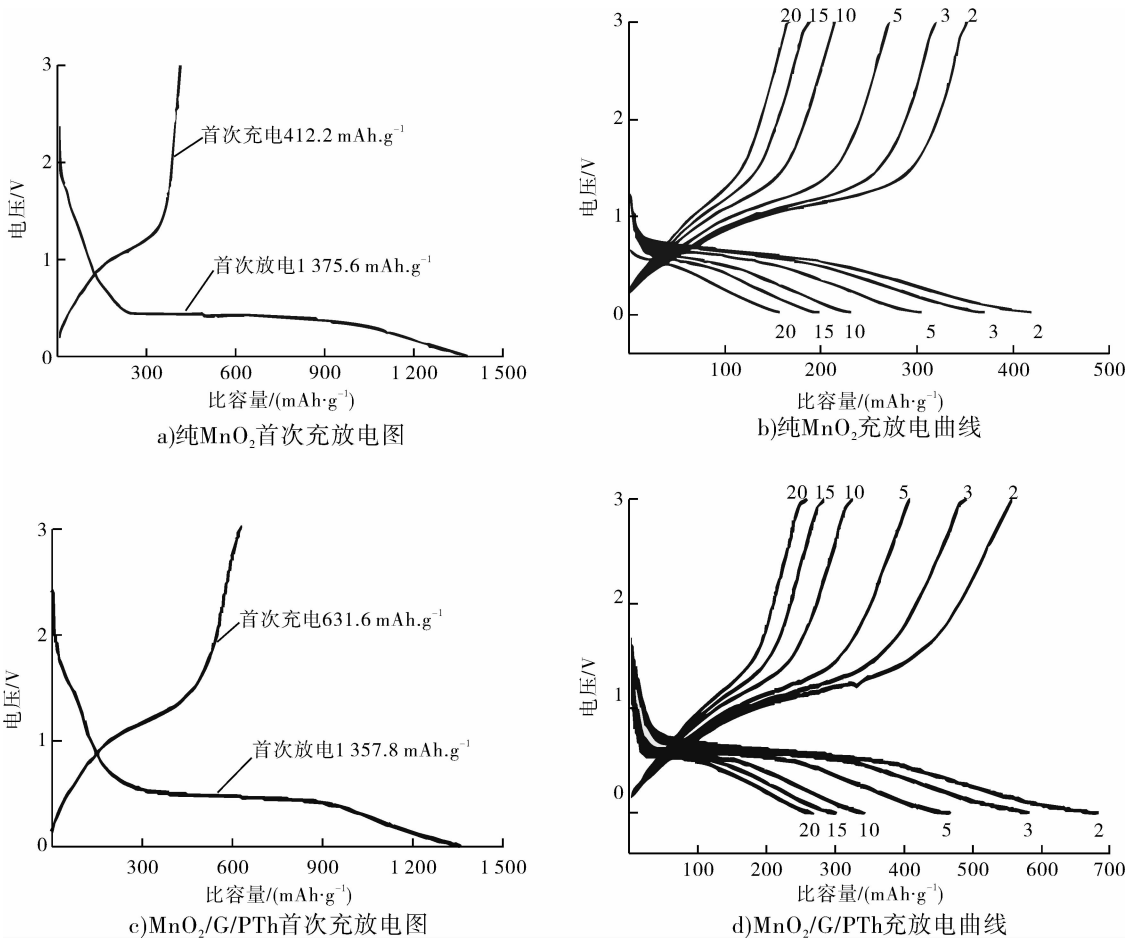 3
2
1
0
电压/V
首次充电412.2 mAh.g⁻¹
首次放电1 375.6 mAh.g⁻¹
300 600 900 1 200 1 500
比容量/(mAh·g⁻¹)
a)纯MnO₂首次充放电图
3
2
1
0
电压/V
20 15 10 5 3 2
20 15 10 5 3 2
100 200 300 400 500
比容量/(mAh·g⁻¹)
b)纯MnO₂充放电曲线
3
2
1
0
电压/V
首次充电631.6 mAh.g⁻¹
首次放电1 357.8 mAh.g⁻¹
300 600 900 1 200 1 500
比容量/(mAh·g⁻¹)
c)MnO₂/G/PTh首次充放电图
3
2
1
0
电压/V
20 15 10 5 3 2
20 15 10 5 3 2
100 200 300 400 500 600 700
比容量/(mAh·g⁻¹)
d)MnO₂/G/PTh充放电曲线